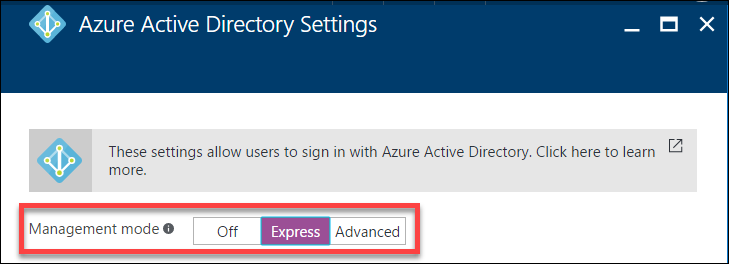 Azure Active Directory Settings
These settings allow users to sign in with Azure Active Directory. Click here to learn
more.
Management mode Off Express Advanced